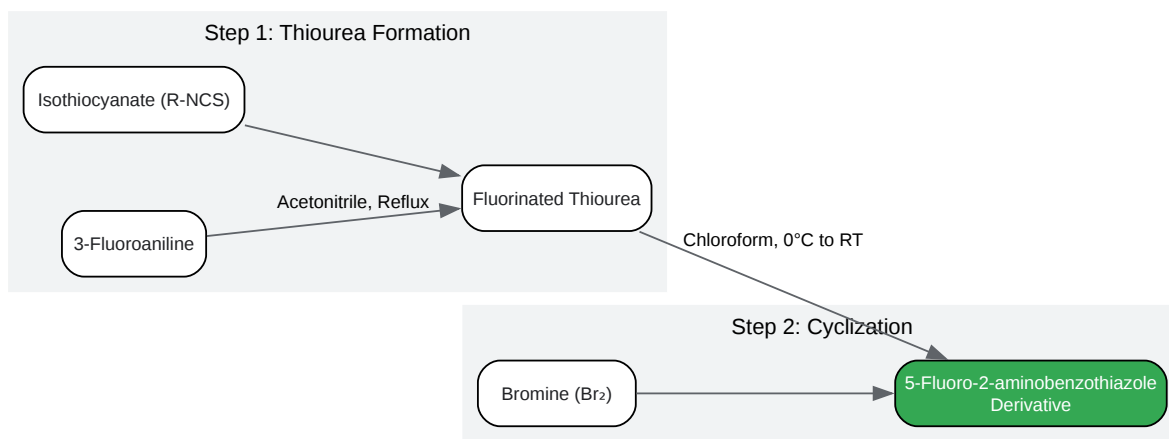 Step 1: Thiourea Formation
Isothiocyanate (R-NCS)
3-Fluoroaniline
Acetonitrile, Reflux
Fluorinated Thiourea
Chloroform, 0°C to RT
Step 2: Cyclization
Bromine (Br₂)
5-Fluoro-2-aminobenzothiazole
Derivative